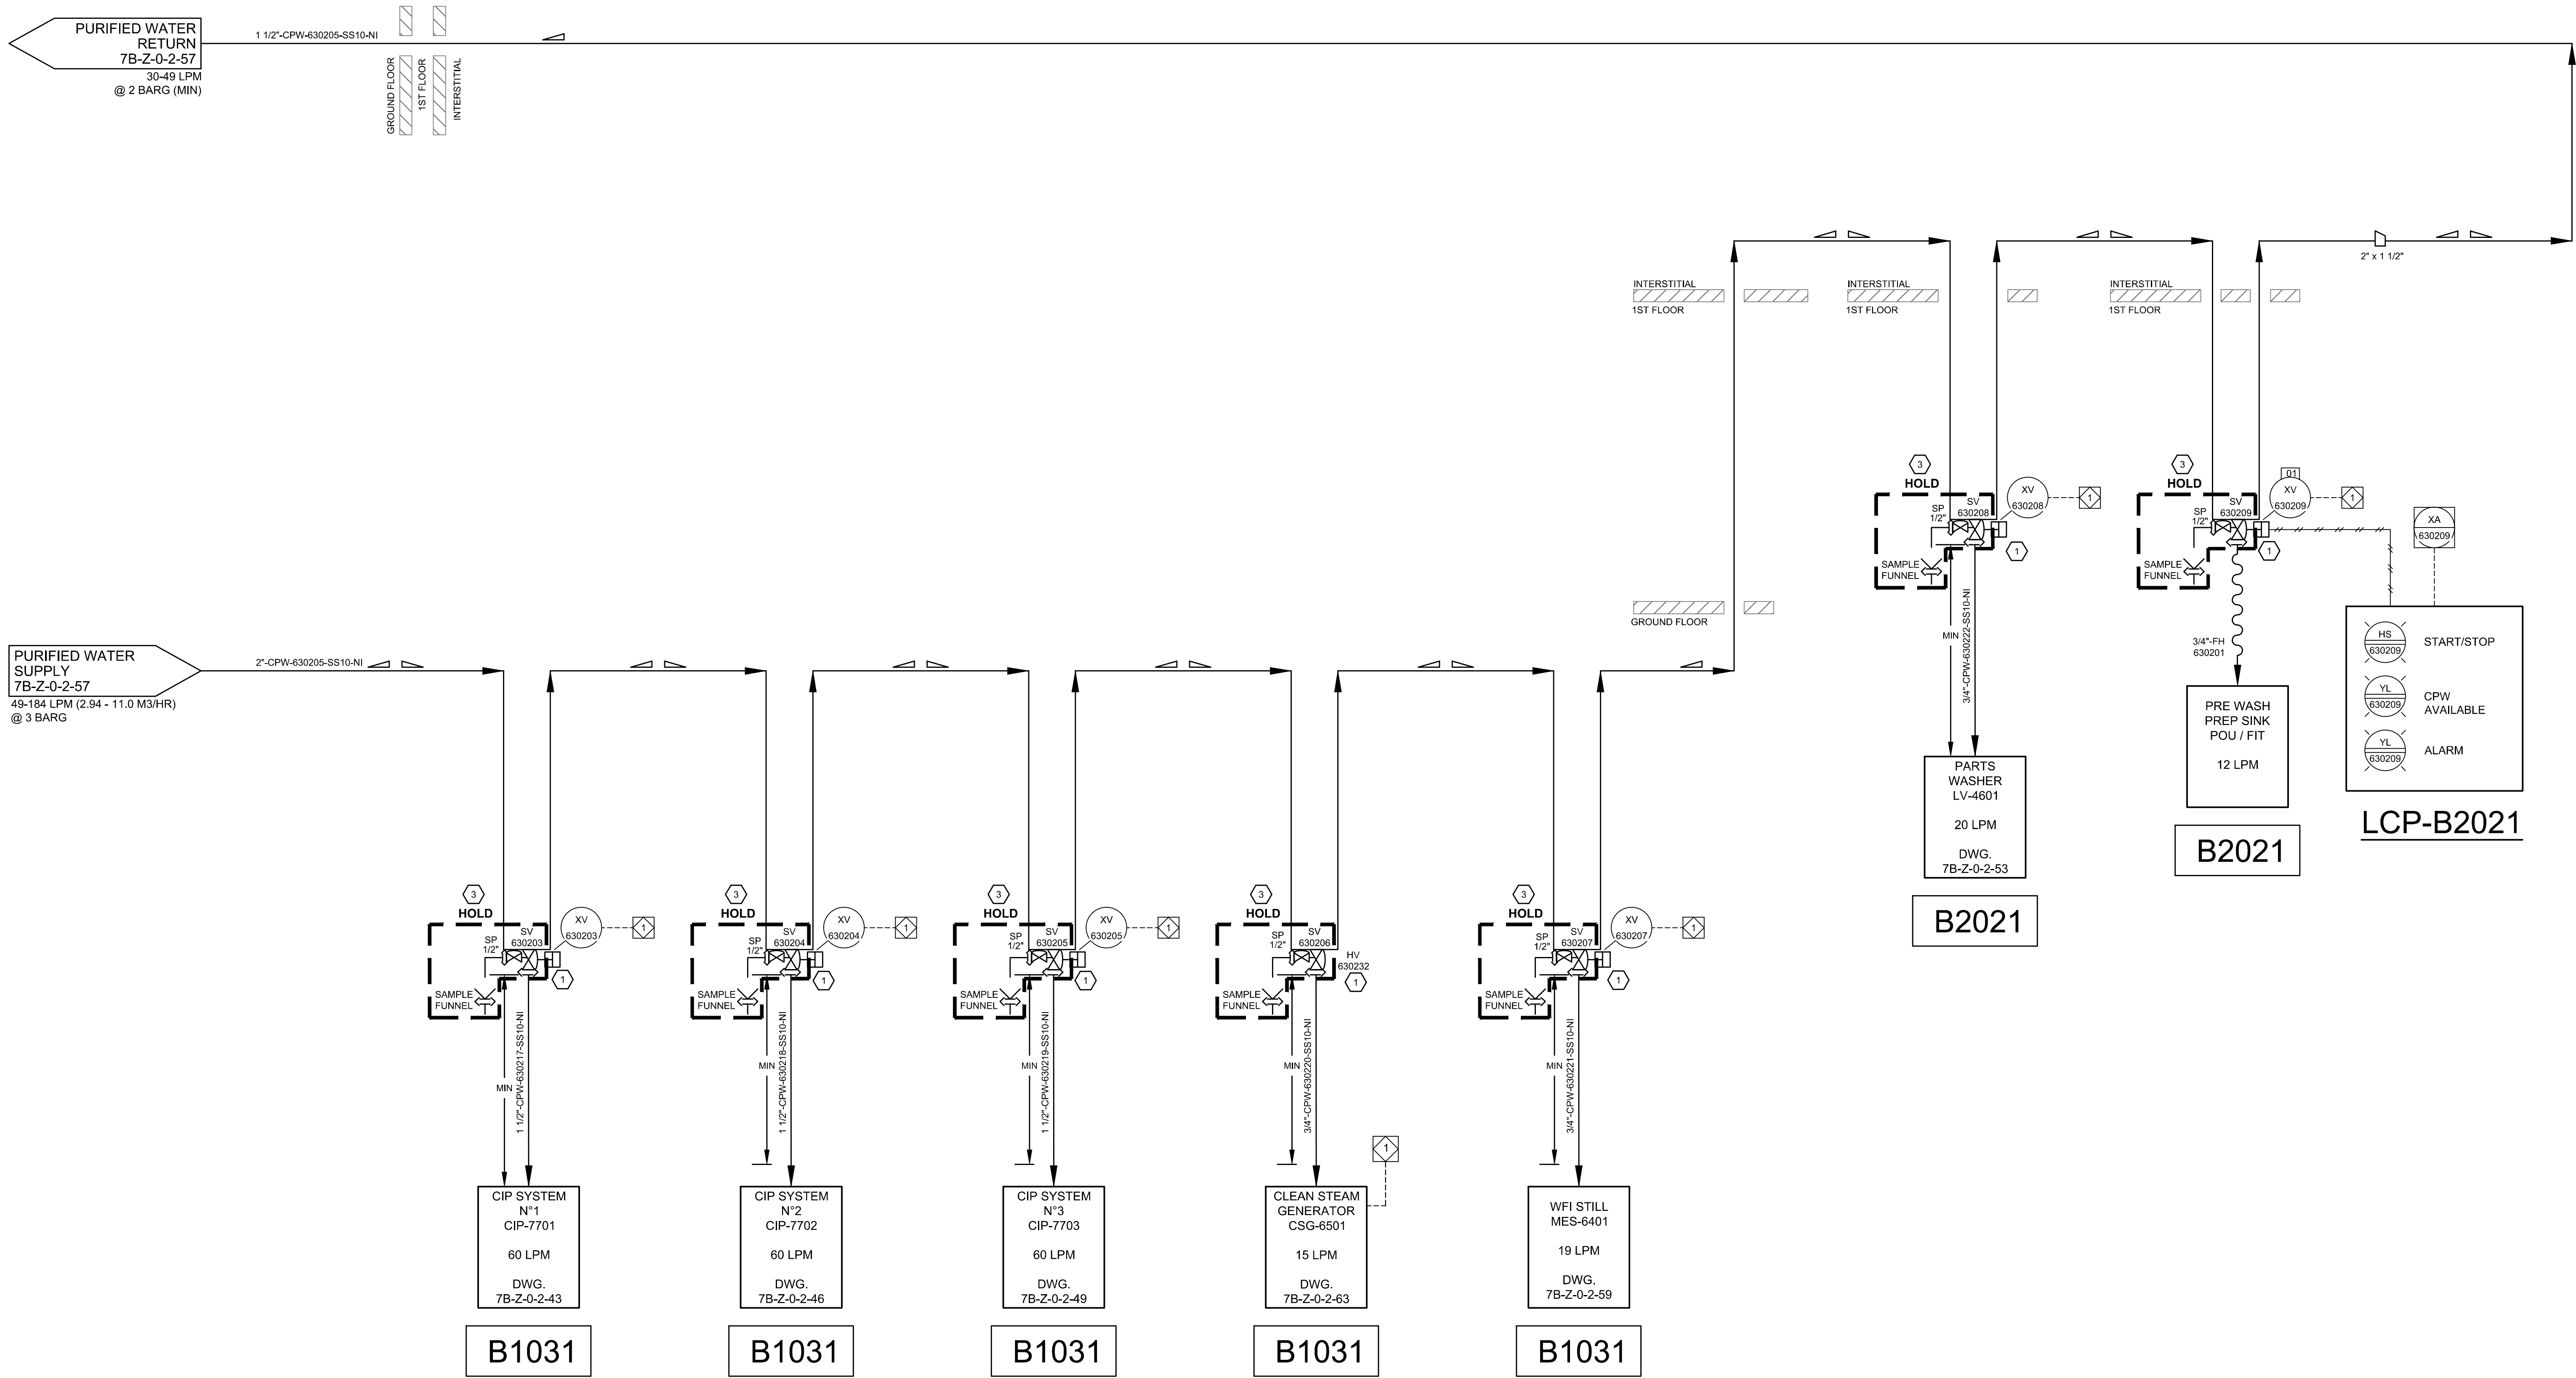 PURIFIED WATER
RETURN
7B-Z-0-2-57
30-49 LPM
@ 2 BARG (MIN)
1 1/2"-CPW-630205-SS10-NI
GROUND FLOOR
1ST FLOOR
INTERSTITIAL
2" x 1 1/2"
INTERSTITIAL
1ST FLOOR
INTERSTITIAL
1ST FLOOR
INTERSTITIAL
1ST FLOOR
GROUND FLOOR
3
HOLD
SP
1/2"
SV
630208
XV
630208
1
1
SAMPLE
FUNNEL
MIN
3/4"-CPW-630222-SS10-NI
PARTS
WASHER
LV-4601
20 LPM
DWG.
7B-Z-0-2-53
B2021
3
HOLD
SP
1/2"
SV
630209
01
XV
630209
1
1
SAMPLE
FUNNEL
3/4"-FH
630201
PRE WASH
PREP SINK
POU / FIT
12 LPM
B2021
XA
630209
HS
630209
START/STOP
YL
630209
CPW
AVAILABLE
YL
630209
ALARM
LCP-B2021
PURIFIED WATER
SUPPLY
7B-Z-0-2-57
49-184 LPM (2.94 - 11.0 M3/HR)
@ 3 BARG
2"-CPW-630205-SS10-NI
3
HOLD
SP
1/2"
SV
630203
XV
630203
1
1
SAMPLE
FUNNEL
MIN
1 1/2"-CPW-630217-SS10-NI
CIP SYSTEM
N°1
CIP-7701
60 LPM
DWG.
7B-Z-0-2-43
B1031
3
HOLD
SP
1/2"
SV
630204
XV
630204
1
1
SAMPLE
FUNNEL
MIN
1 1/2"-CPW-630218-SS10-NI
CIP SYSTEM
N°2
CIP-7702
60 LPM
DWG.
7B-Z-0-2-46
B1031
3
HOLD
SP
1/2"
SV
630205
XV
630205
1
1
SAMPLE
FUNNEL
MIN
1 1/2"-CPW-630219-SS10-NI
CIP SYSTEM
N°3
CIP-7703
60 LPM
DWG.
7B-Z-0-2-49
B1031
3
HOLD
SP
1/2"
SV
630206
HV
630232
1
SAMPLE
FUNNEL
MIN
3/4"-CPW-630220-SS10-NI
1
CLEAN STEAM
GENERATOR
CSG-6501
15 LPM
DWG.
7B-Z-0-2-63
B1031
3
HOLD
SP
1/2"
SV
630207
XV
630207
1
1
SAMPLE
FUNNEL
MIN
3/4"-CPW-630221-SS10-NI
WFI STILL
MES-6401
19 LPM
DWG.
7B-Z-0-2-59
B1031